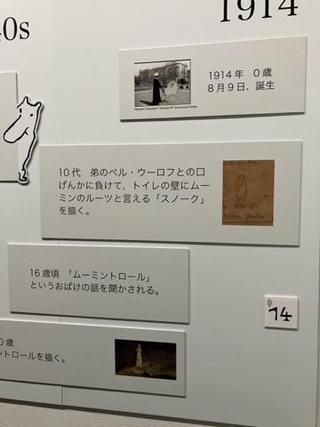 0s
1914
1914年 0歳
8月9日、誕生
10代 弟のペル・ウーロフとの口
げんかに負けて、トイレの壁にムー
ミンのルーツと言える「スノーク」
を描く。
16歳頃 「ムーミントロール」
というおばけの話を聞かされる。
14
0歳
ントロールを描く。